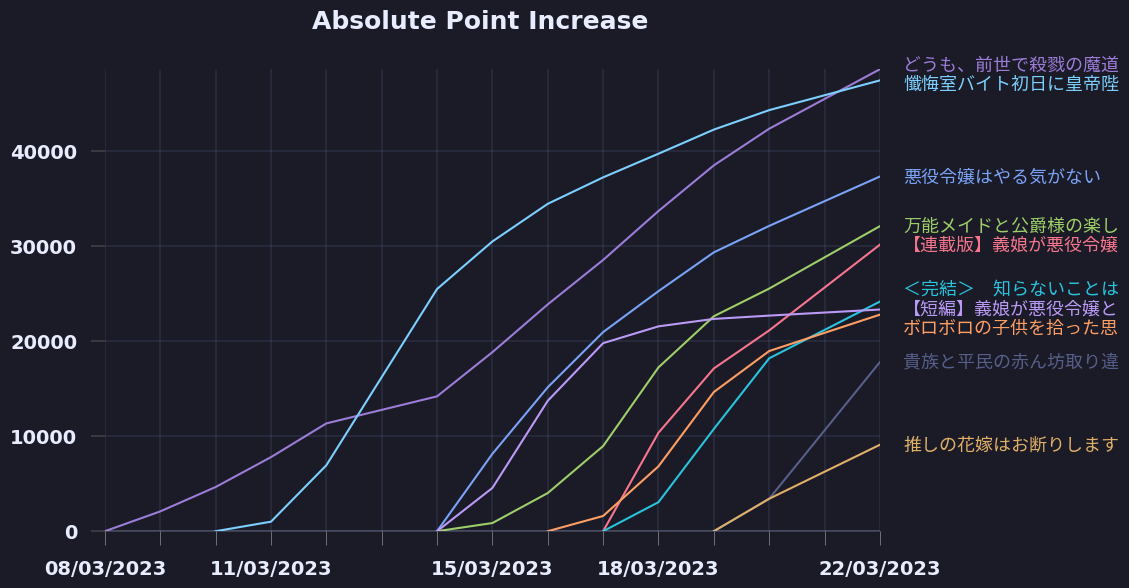 Absolute Point Increase
どうも、前世で殺戮の魔道
懺悔室バイト初日に皇帝陛
40000
悪役令嬢はやる気がない
万能メイドと公爵様の楽し
30000
【連載版】義娘が悪役令嬢
＜完結＞　知らないことは
【短編】義娘が悪役令嬢と
20000
ボロボロの子供を拾った思
貴族と平民の赤ん坊取り違
10000
推しの花嫁はお断りします
0
08/03/2023 11/03/2023 15/03/2023 18/03/2023 22/03/2023